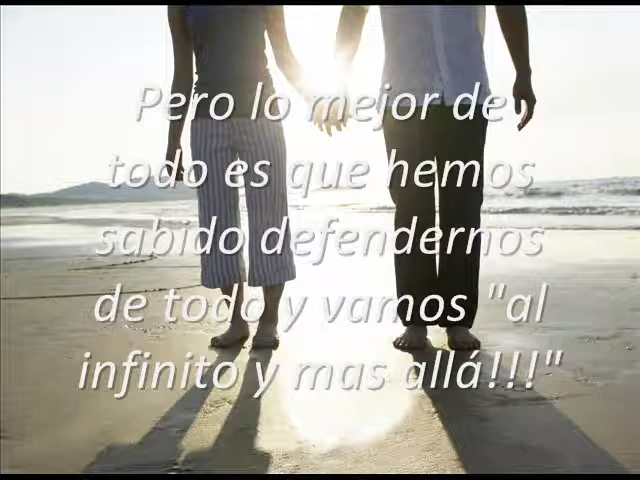 Pero lo mejor de
todo es que hemos
sabido defendernos
de todo y vamos "al
infinito y mas allá!!!"